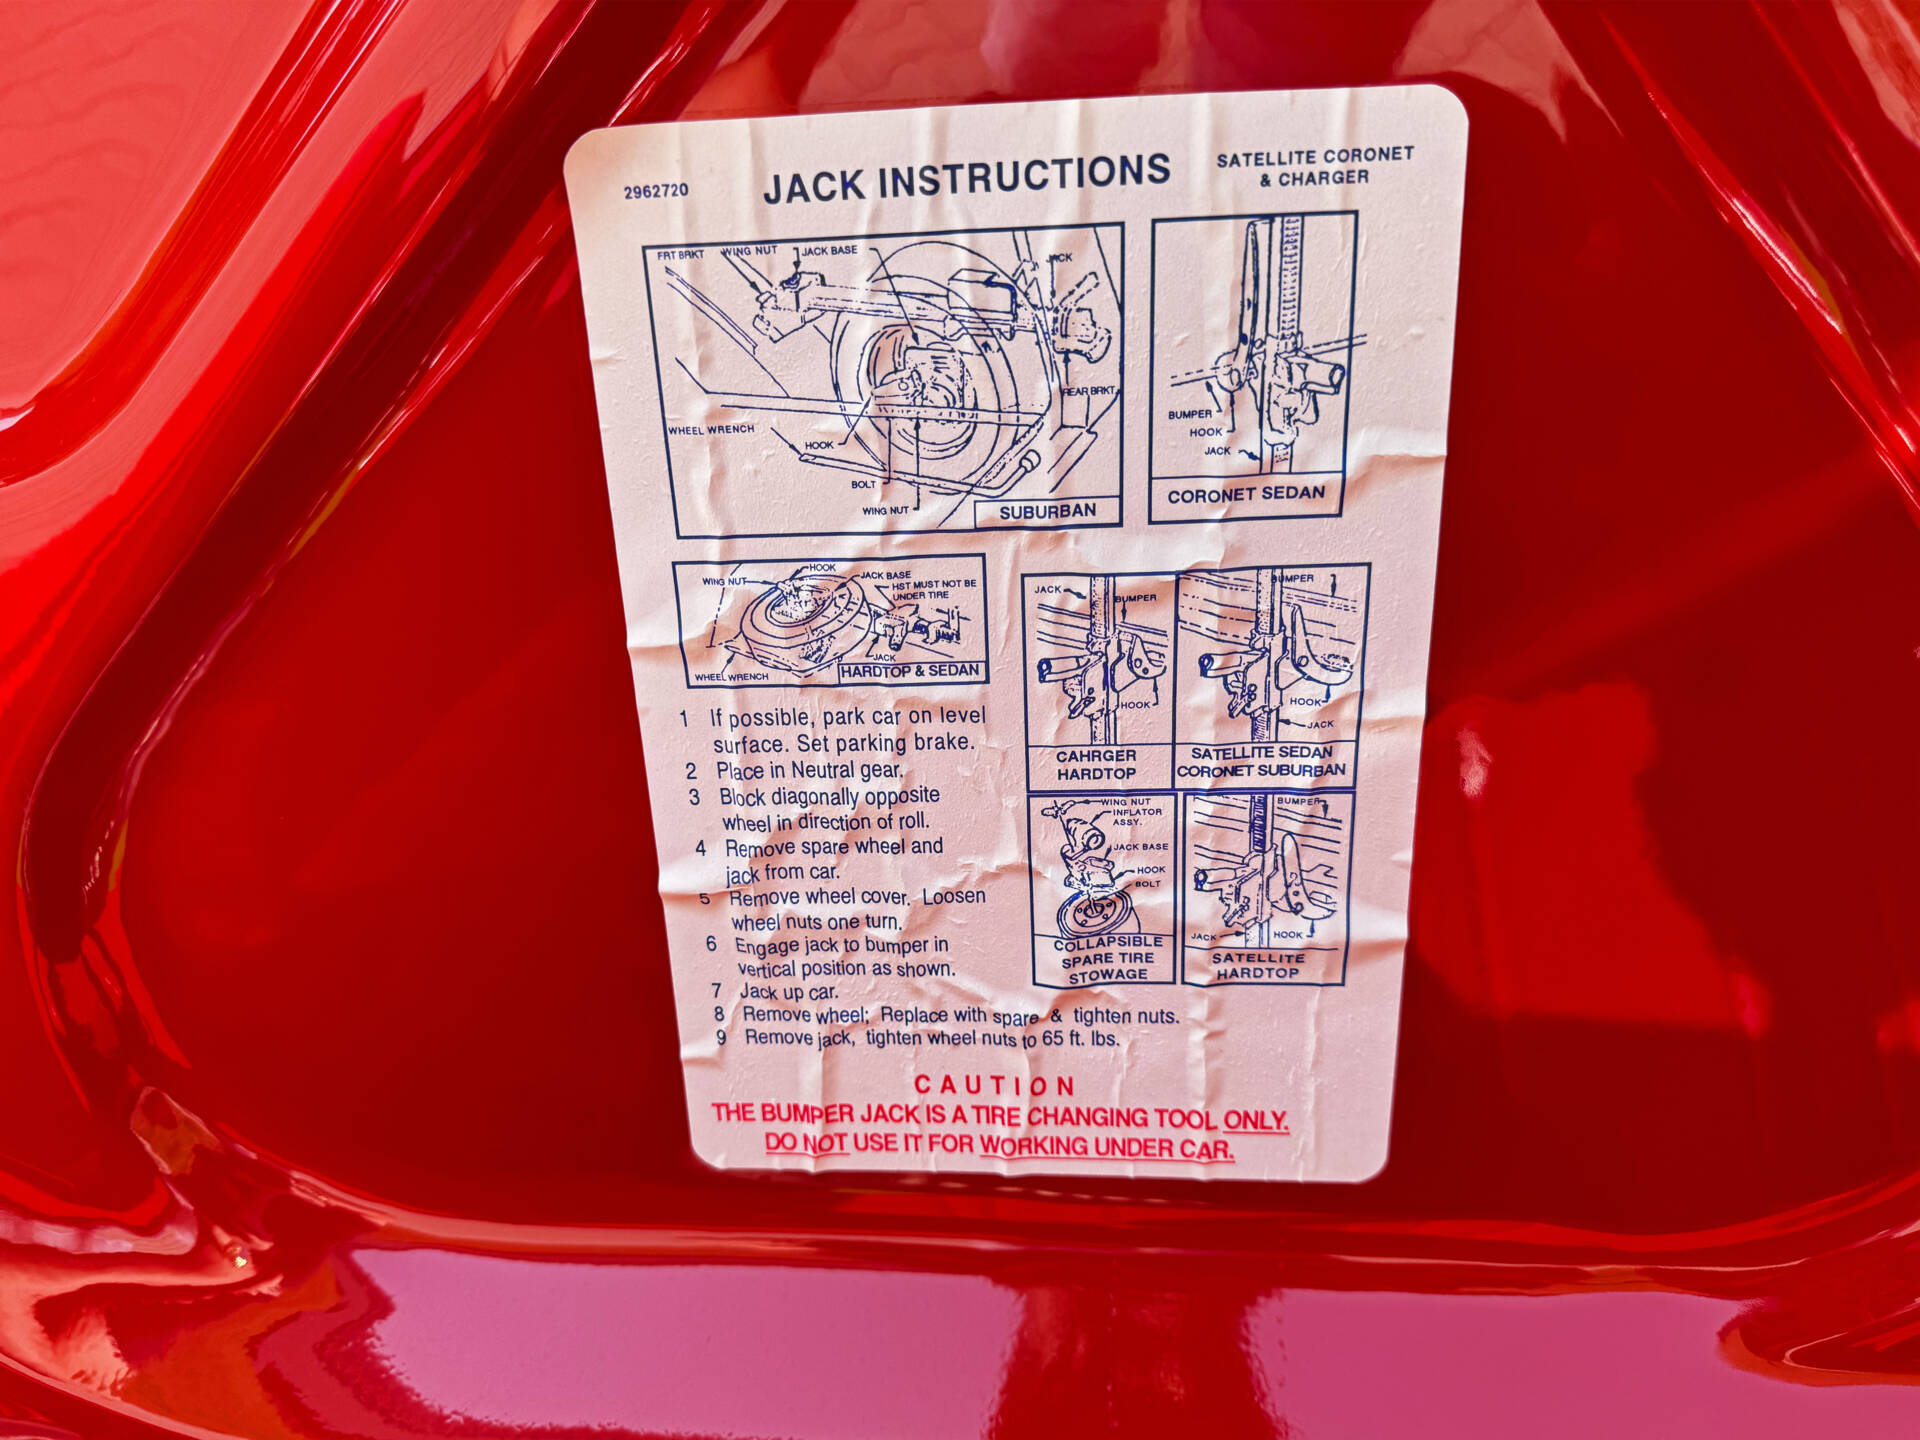 2962720
JACK INSTRUCTIONS
SATELLITE CORONET
& CHARGER
FRT BRKT
WING NUT
JACK BASE
JACK
REAR BRKT
WHEEL WRENCH
HOOK
BOLT
WING NUT
SUBURBAN
BUMPER
HOOK
JACK
CORONET SEDAN
HOOK
WING NUT
JACK BASE
HST MUST NOT BE
UNDER TIRE
JACK
WHEEL WRENCH
HARDTOP & SEDAN
JACK
BUMPER
HOOK
CAHRGER
HARDTOP
BUMPER
HOOK
JACK
SATELLITE SEDAN
CORONET SUBURBAN
WING NUT
INFLATOR
ASSY.
JACK BASE
HOOK
BOLT
COLLAPSIBLE
SPARE TIRE
STOWAGE
BUMPER
JACK
HOOK
SATELLITE
HARDTOP
1 If possible, park car on level
surface. Set parking brake.
2 Place in Neutral gear.
3 Block diagonally opposite
wheel in direction of roll.
4 Remove spare wheel and
jack from car.
5 Remove wheel cover. Loosen
wheel nuts one turn.
6 Engage jack to bumper in
vertical position as shown.
7 Jack up car.
8 Remove wheel; Replace with spare & tighten nuts.
9 Remove jack, tighten wheel nuts to 65 ft. lbs.
CAUTION
THE BUMPER JACK IS A TIRE CHANGING TOOL ONLY.
DO NOT USE IT FOR WORKING UNDER CAR.